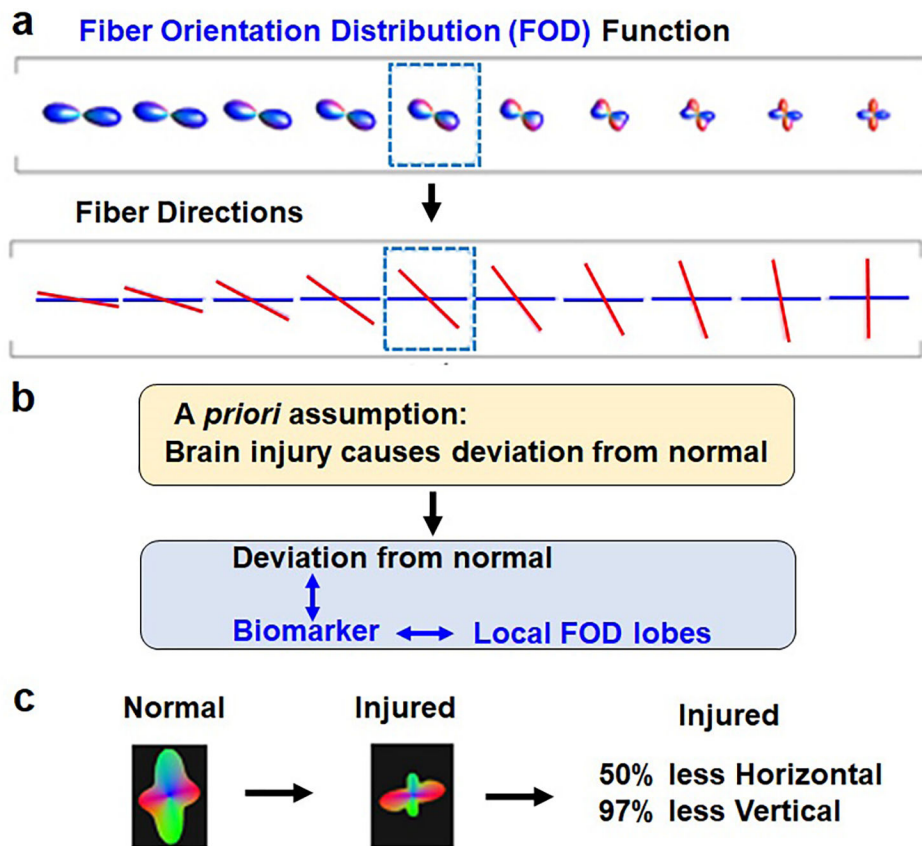 a
Fiber Orientation Distribution (FOD) Function
Fiber Directions
b
A priori assumption:
Brain injury causes deviation from normal
Deviation from normal
Biomarker
Local FOD lobes
c
Normal
Injured
Injured
50% less Horizontal
97% less Vertical